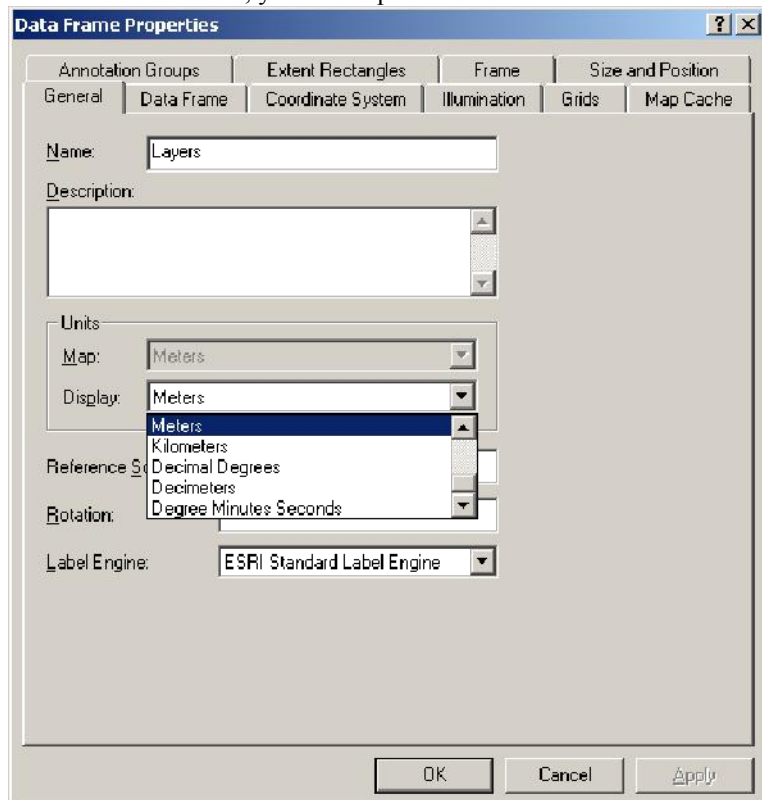 Data Frame Properties
Annotation Groups Extent Rectangles Frame Size and Position
General Data Frame Coordinate System Illumination Grids Map Cache
Name: Layers
Description:
Units
Map: Meters
Display: Meters
Meters
Kilometers
Reference Sc Decimal Degrees
Decimeters
Rotation: Degree Minutes Seconds
Label Engine: ESRI Standard Label Engine
OK Cancel Apply